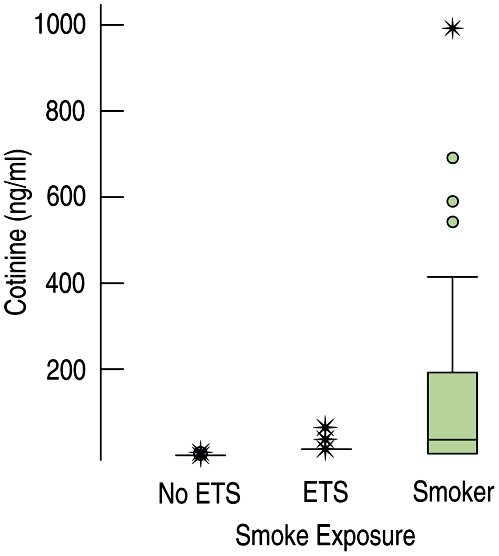 1000
800
600
400
200
Cotinine (ng/ml)
No ETS
ETS
Smoker
Smoke Exposure